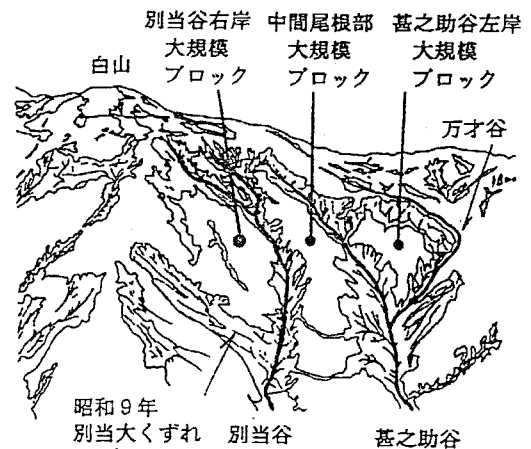 別当谷右岸
大規模
ブロック
中間尾根部
大規模
ブロック
甚之助谷左岸
大規模
ブロック
白山
万才谷
昭和9年
別当大くずれ
別当谷
甚之助谷